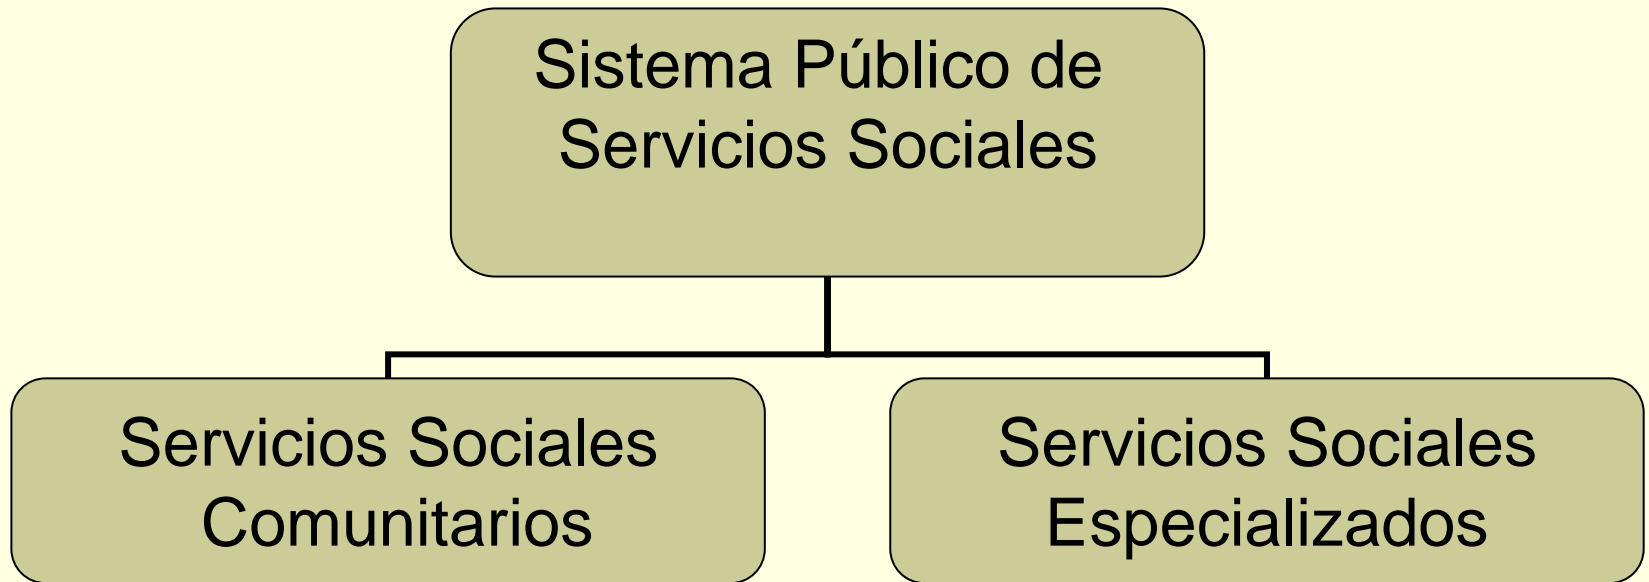 Sistema Público de
Servicios Sociales
Servicios Sociales
Comunitarios
Servicios Sociales
Especializados